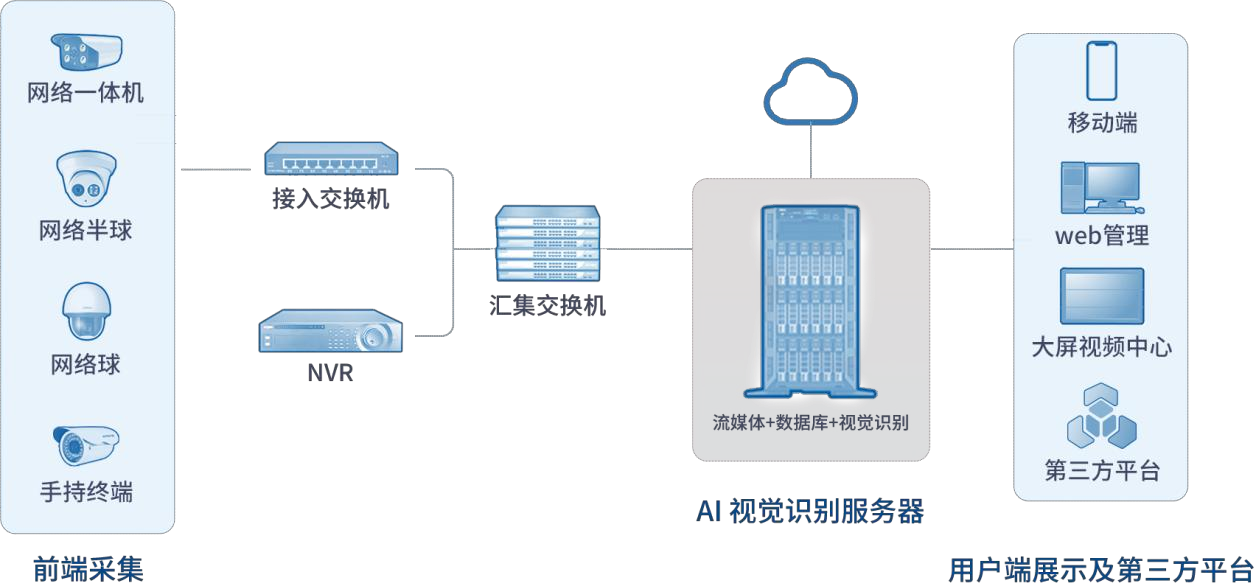 网络一体机
网络半球
网络球
手持终端
前端采集
接入交换机
NVR
汇集交换机
流媒体+数据库+视觉识别
AI 视觉识别服务器
移动端
web管理
大屏视频中心
第三方平台
用户端展示及第三方平台